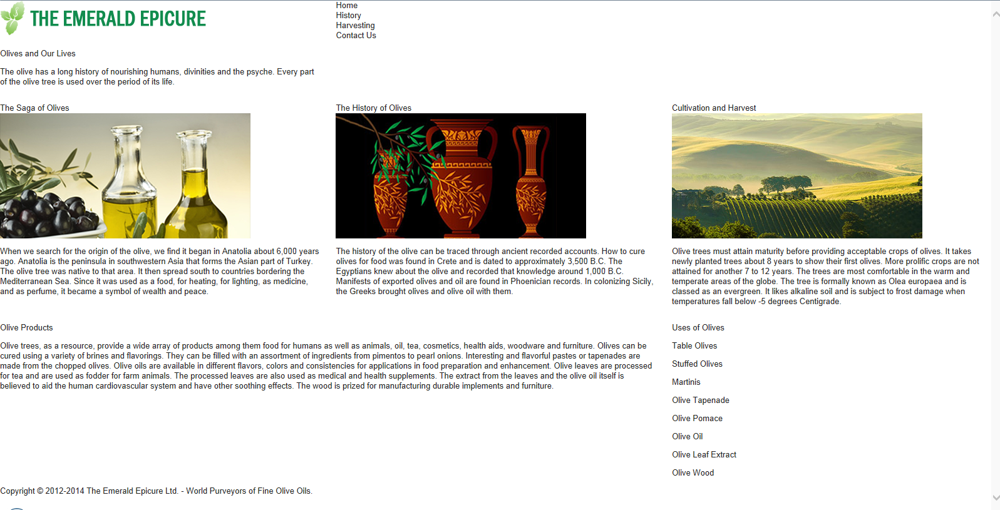 THE EMERALD EPICURE
Home
History
Harvesting
Contact Us
Olives and Our Lives
The olive has a long history of nourishing humans, divinities and the psyche. Every part
of the olive tree is used over the period of its life.
The Saga of Olives
When we search for the origin of the olive, we find it began in Anatolia about 6,000 years
ago. Anatolia is the peninsula in southwestern Asia that forms the Asian part of Turkey.
The olive tree was native to that area. It then spread south to countries bordering the
Mediterranean Sea. Since it was used as a food, for heating, for lighting, as medicine,
and as perfume, it became a symbol of wealth and peace.
The History of Olives
The history of the olive can be traced through ancient recorded accounts. How to cure
olives for food was found in Crete and is dated to approximately 3,500 B.C. The
Egyptians knew about the olive and recorded that knowledge around 1,000 B.C.
Manifests of exported olives and oil are found in Phoenician records. In colonizing Sicily,
the Greeks brought olives and olive oil with them.
Cultivation and Harvest
Olive trees must attain maturity before providing acceptable crops of olives. It takes
newly planted trees about 8 years to show their first olives. More prolific crops are not
attained for another 7 to 12 years. The trees are most comfortable in the warm and
temperate areas of the globe. The tree is formally known as Olea europaea and is
classed as an evergreen. It likes alkaline soil and is subject to frost damage when
temperatures fall below -5 degrees Centigrade.
Olive Products
Olive trees, as a resource, provide a wide array of products among them food for humans as well as animals, oil, tea, cosmetics, health aids, woodware and furniture. Olives can be
cured using a variety of brines and flavorings. They can be filled with an assortment of ingredients from pimentos to pearl onions. Interesting and flavorful pastes or tapenades are
made from the chopped olives. Olive oils are available in different flavors, colors and consistencies for applications in food preparation and enhancement. Olive leaves are processed
for tea and are used as fodder for farm animals. The processed leaves are also used as medical and health supplements. The extract from the leaves and the olive oil itself is
believed to aid the human cardiovascular system and have other soothing effects. The wood is prized for manufacturing durable implements and furniture.
Uses of Olives
Table Olives
Stuffed Olives
Martinis
Olive Tapenade
Olive Pomace
Olive Oil
Olive Leaf Extract
Olive Wood
Copyright © 2012-2014 The Emerald Epicure Ltd. - World Purveyors of Fine Olive Oils.